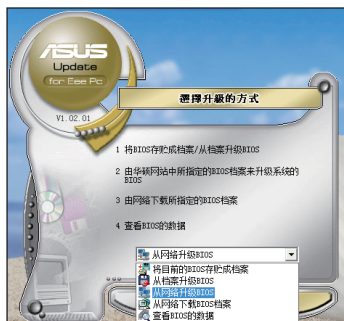 ASUS
Update
for Eee Pc
V1.02.01
選擇升級的方式
1 将BIOS存贮成档案/从档案升级BIOS
2 由华硕网站中所指定的BIOS档案来升级系统的
BIOS
3 由网络下载所指定的BIOS档案
4 查看BIOS的数据
从网络升级BIOS
将目前的BIOS存贮成档案
从档案升级BIOS
从网络升级BIOS
从网络下载BIOS档案
查看BIOS的数据